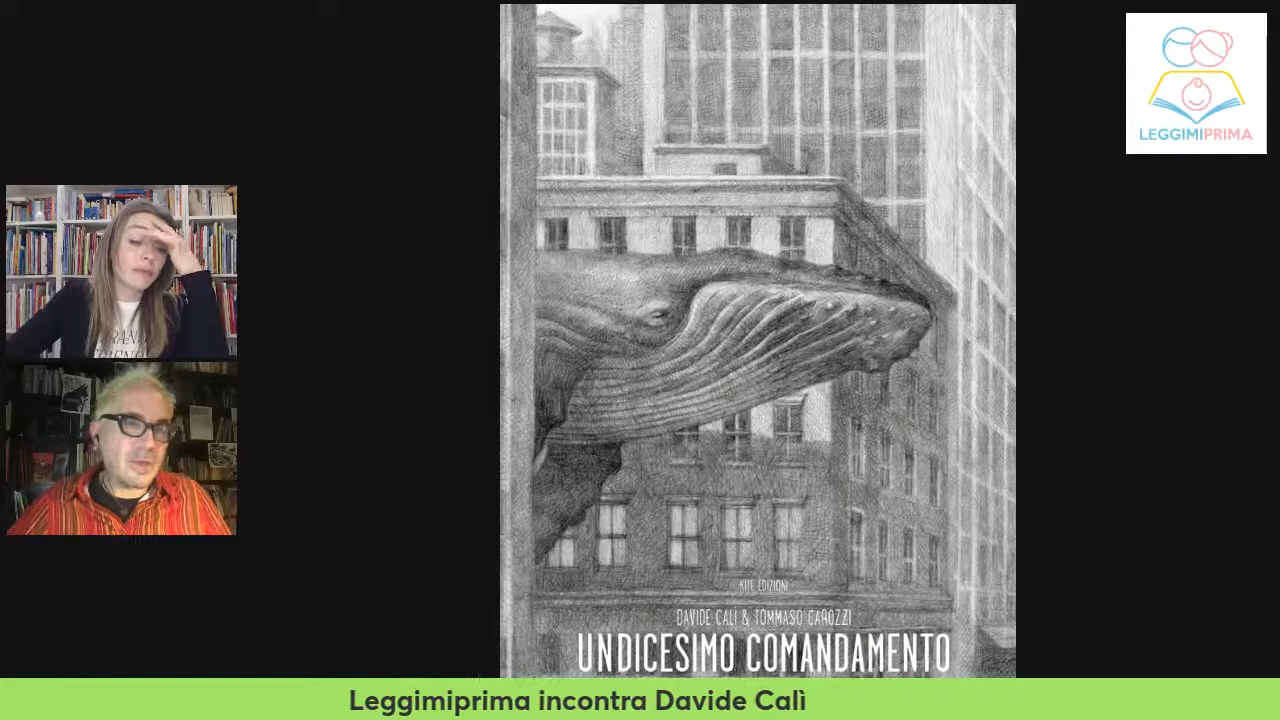 LEGGIMIPRIMA
KITE EDIZIONI
DAVIDE CALÌ & TOMMASO CAROZZI
UNDICESIMO COMANDAMENTO
Leggimiprima incontra Davide Calì